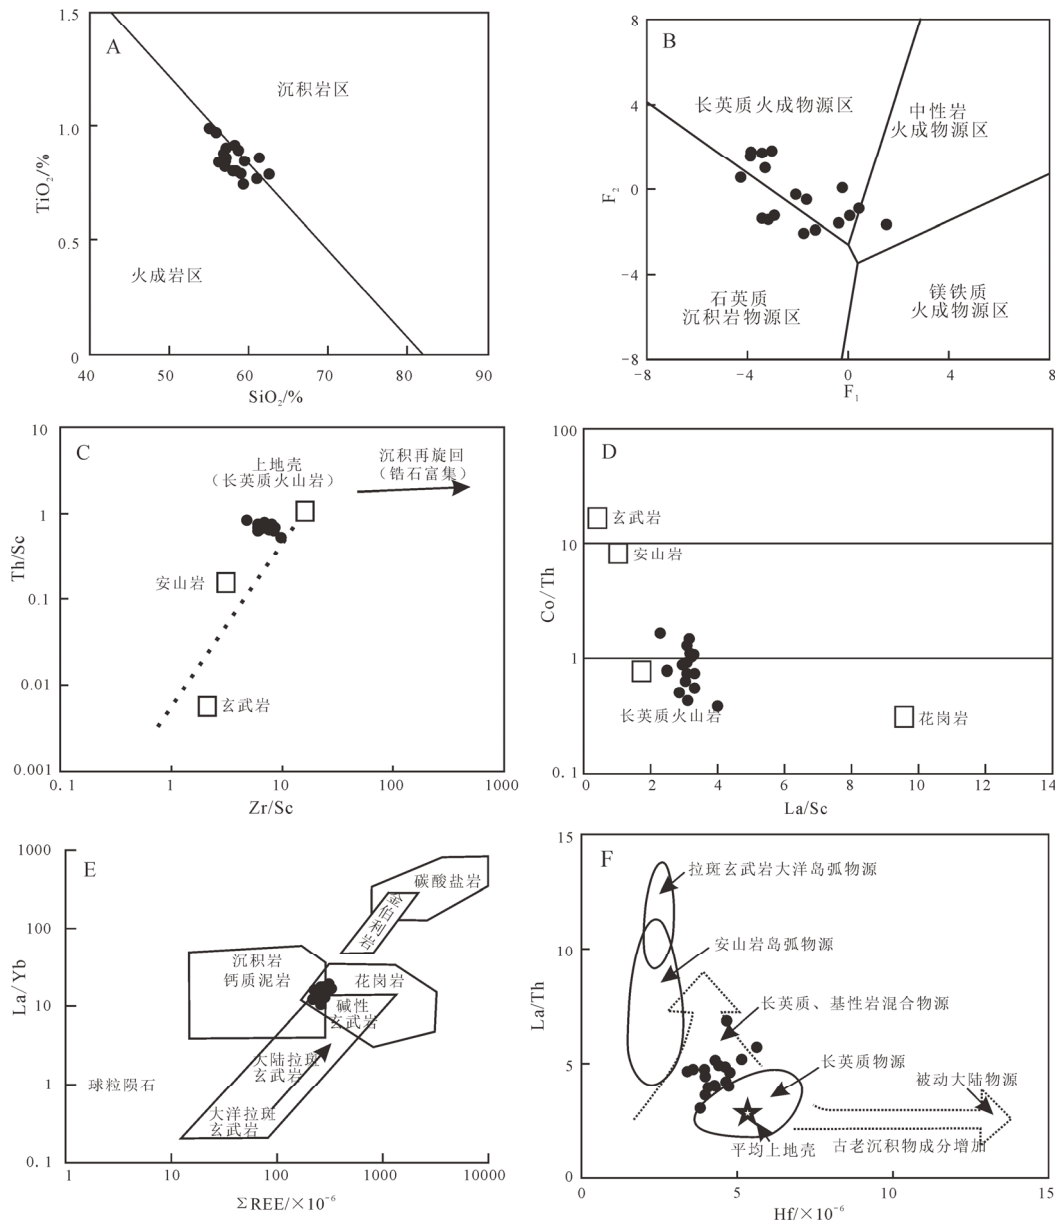 A
沉积岩区
火成岩区
1.5
1.0
0.5
0
TiO₂/%
40
50
60
70
80
90
SiO₂/%
B
长英质火成物源区
中性岩
火成物源区
石英质
沉积岩物源区
镁铁质
火成物源区
8
4
0
−4
−8
F₂
−8
−4
0
4
8
F₁
C
上地壳
(长英质火山岩)
沉积再旋回
(锆石富集)
安山岩
玄武岩
10
1
0.1
0.01
0.001
Th/Sc
0.1
1
10
100
1000
Zr/Sc
D
玄武岩
安山岩
长英质火山岩
花岗岩
100
10
1
0.1
Co/Th
0
2
4
6
8
10
12
14
La/Sc
E
碳酸盐岩
金伯利岩
沉积岩
钙质泥岩
花岗岩
碱性
玄武岩
大陆拉斑
玄武岩
球粒陨石
大洋拉斑
玄武岩
1000
100
10
1
0.1
La/Yb
10
100
1000
10000
ΣREE/×10⁻⁶
F
拉斑玄武岩大洋岛弧物源
安山岩岛弧物源
长英质、基性岩混合物源
长英质物源
被动大陆物源
平均上地壳
古老沉积物成分增加
15
10
5
0
La/Th
0
5
10
15
Hf/×10⁻⁶